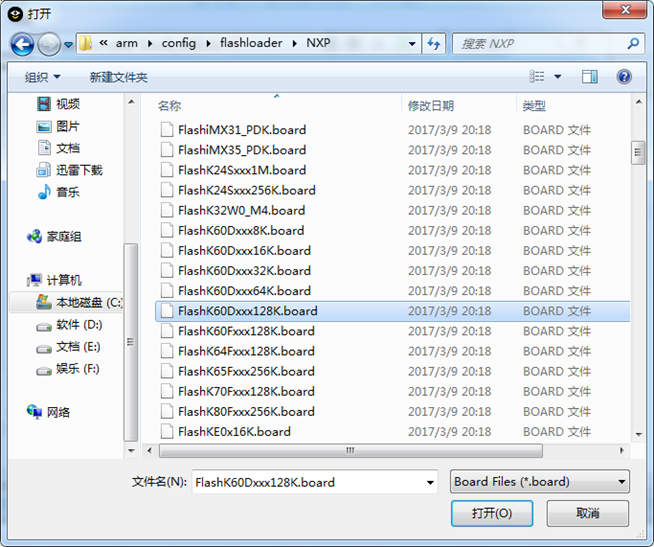 打开
« arm config flashloader NXP 搜索 NXP
组织 新建文件夹
名称 修改日期 类型
视频
图片
文档
迅雷下载
音乐
家庭组
计算机
本地磁盘 (C:)
软件 (D:)
文档 (E:)
娱乐 (F:)
网络
FlashiMX31_PDK.board 2017/3/9 20:18 BOARD 文件
FlashiMX35_PDK.board 2017/3/9 20:18 BOARD 文件
FlashK24Sxxx1M.board 2017/3/9 20:18 BOARD 文件
FlashK24Sxxx256K.board 2017/3/9 20:18 BOARD 文件
FlashK32W0_M4.board 2017/3/9 20:18 BOARD 文件
FlashK60Dxxx8K.board 2017/3/9 20:18 BOARD 文件
FlashK60Dxxx16K.board 2017/3/9 20:18 BOARD 文件
FlashK60Dxxx32K.board 2017/3/9 20:18 BOARD 文件
FlashK60Dxxx64K.board 2017/3/9 20:18 BOARD 文件
FlashK60Dxxx128K.board 2017/3/9 20:18 BOARD 文件
FlashK60Fxxx128K.board 2017/3/9 20:18 BOARD 文件
FlashK64Fxxx128K.board 2017/3/9 20:18 BOARD 文件
FlashK65Fxxx256K.board 2017/3/9 20:18 BOARD 文件
FlashK70Fxxx128K.board 2017/3/9 20:18 BOARD 文件
FlashK80Fxxx256K.board 2017/3/9 20:18 BOARD 文件
FlashKE0x16K.board 2017/3/9 20:18 BOARD 文件
文件名(N): FlashK60Dxxx128K.board Board Files (*.board)
打开(O) 取消